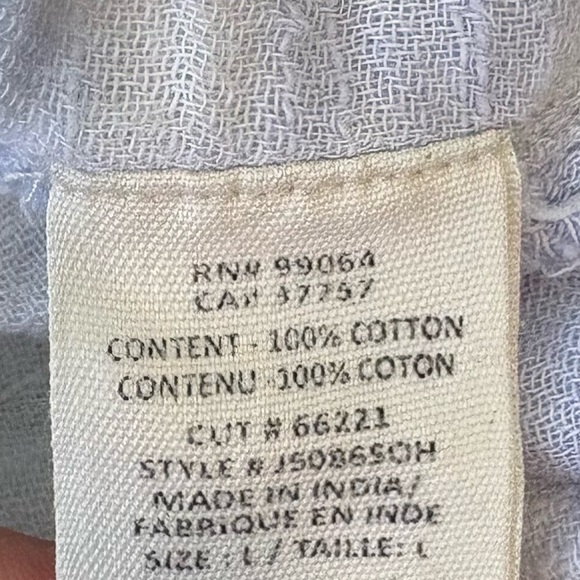 RN# 99064
CA# 37757
CONTENT - 100% COTTON
CONTENU - 100% COTON
CUT # 66221
STYLE # J50865OH
MADE IN INDIA/
FABRIQUE EN INDE
SIZE : L / TAILLE: L